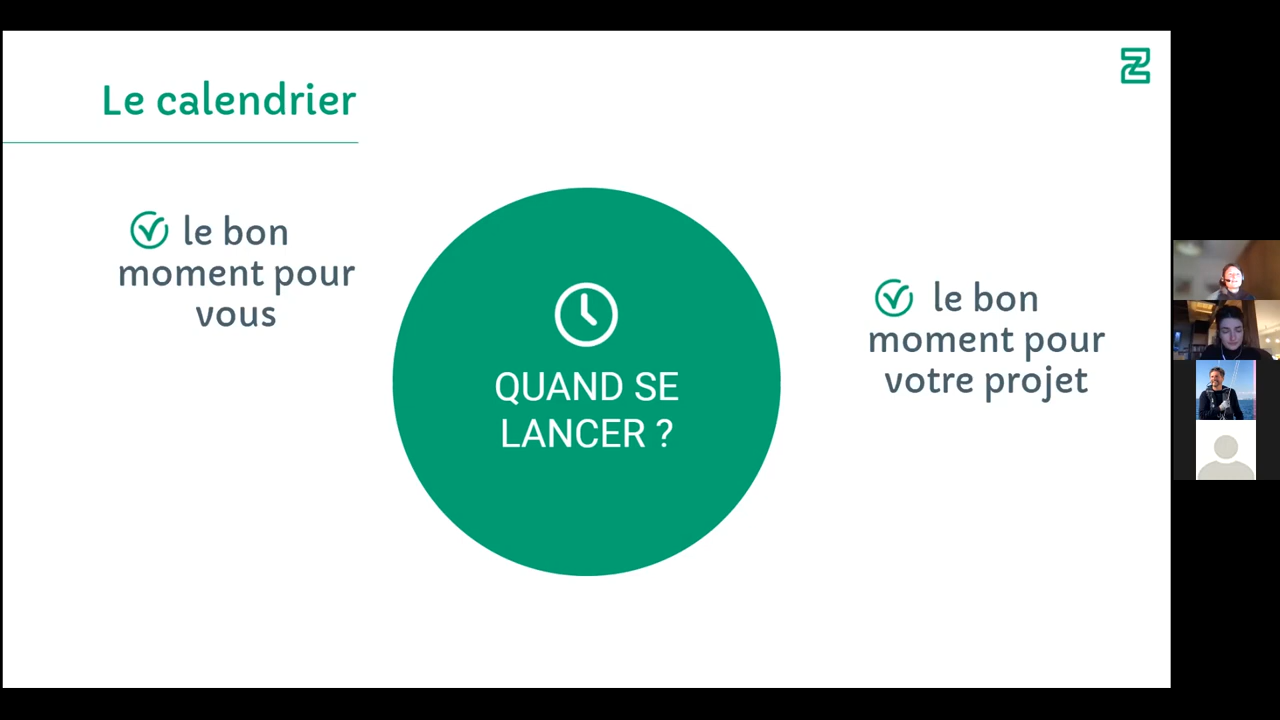 Le calendrier
le bon
moment pour
vous
QUAND SE
LANCER ?
le bon
moment pour
votre projet